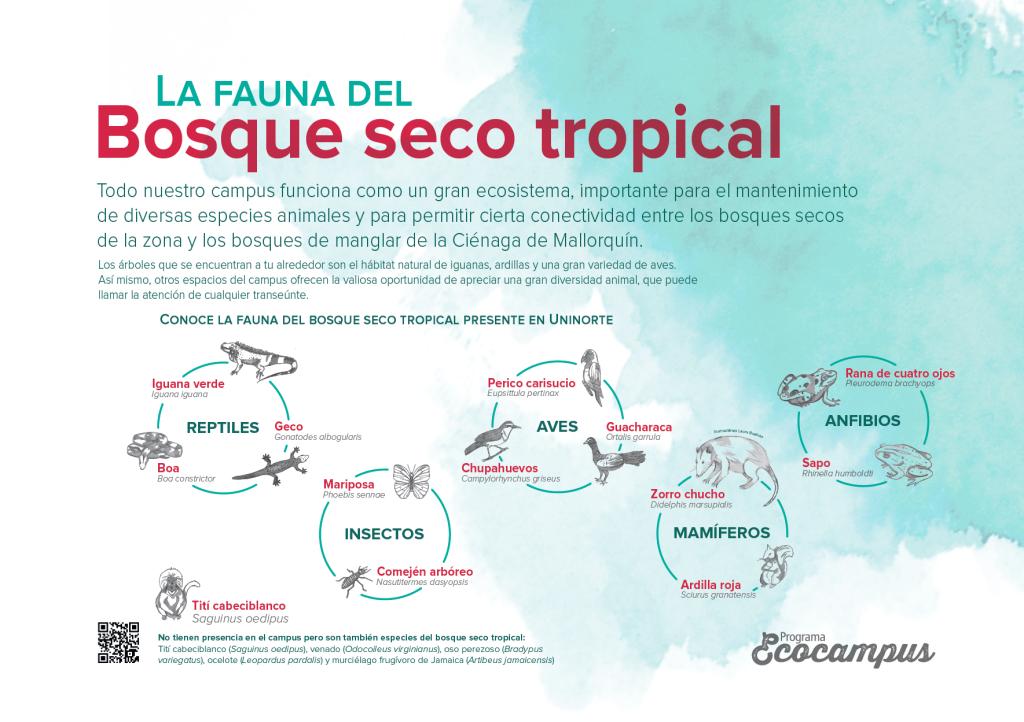 La fauna del
Bosque seco tropical
Todo nuestro campus funciona como un gran ecosistema, importante para el mantenimiento
de diversas especies animales y para permitir cierta conectividad entre los bosques secos
de la zona y los bosques de manglar de la Ciénaga de Mallorquín.
Los árboles que se encuentran a tu alrededor son el hábitat natural de iguanas, ardillas y una gran variedad de aves.
Así mismo, otros espacios del campus ofrecen la valiosa oportunidad de apreciar una gran diversidad animal, que puede
llamar la atención de cualquier transeúnte.
Conoce la fauna del bosque seco tropical presente en Uninorte
Iguana verde
Iguana iguana
REPTILES
Geco
Gonatodes albogularis
Boa
Boa constrictor
Mariposa
Phoebis sennae
INSECTOS
Comején arbóreo
Nasutitermes dasyopsis
Perico carisucio
Eupsittula pertinax
AVES
Guacharaca
Ortalis garrula
Chupahuevos
Campylorhynchus griseus
Zorro chucho
Didelphis marsupialis
MAMÍFEROS
Ardilla roja
Sciurus granatensis
Rana de cuatro ojos
Pleurodema brachyops
ANFIBIOS
Sapo
Rhinella humboldti
Tití cabeciblanco
Saguinus oedipus
No tienen presencia en el campus pero son también especies del bosque seco tropical:
Tití cabeciblanco (Saguinus oedipus), venado (Odocoileus virginianus), oso perezoso (Bradypus
variegatus), ocelote (Leopardus pardalis) y murciélago frugívoro de Jamaica (Artibeus jamaicensis)
Programa
Ecocampus